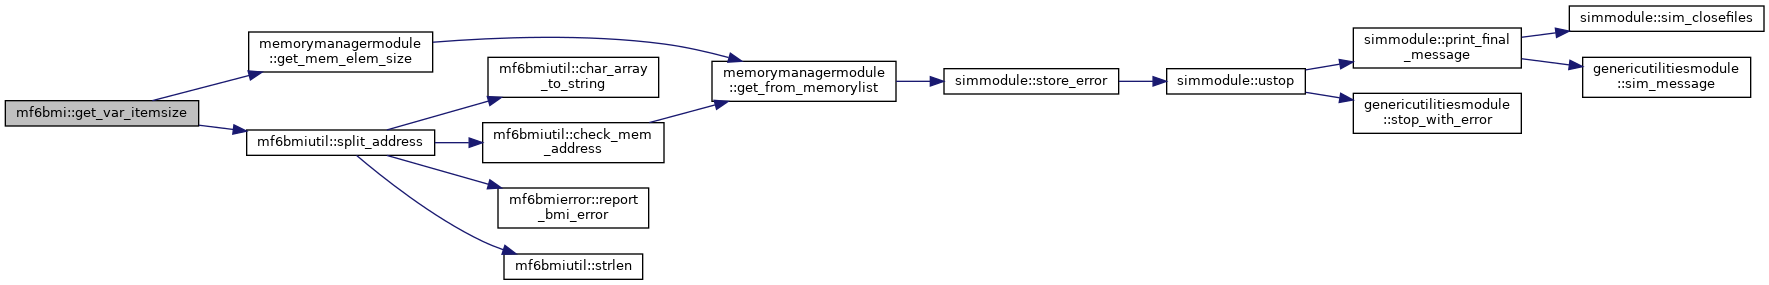 mf6bmi::get_var_itemsize
memorymanagermodule
::get_mem_elem_size
mf6bmiutil::split_address
mf6bmiutil::char_array
_to_string
mf6bmiutil::check_mem
_address
mf6bmierror::report
_bmi_error
mf6bmiutil::strlen
memorymanagermodule
::get_from_memorylist
simmodule::store_error
simmodule::ustop
simmodule::print_final
_message
genericutilitiesmodule
::stop_with_error
simmodule::sim_closefiles
genericutilitiesmodule
::sim_message